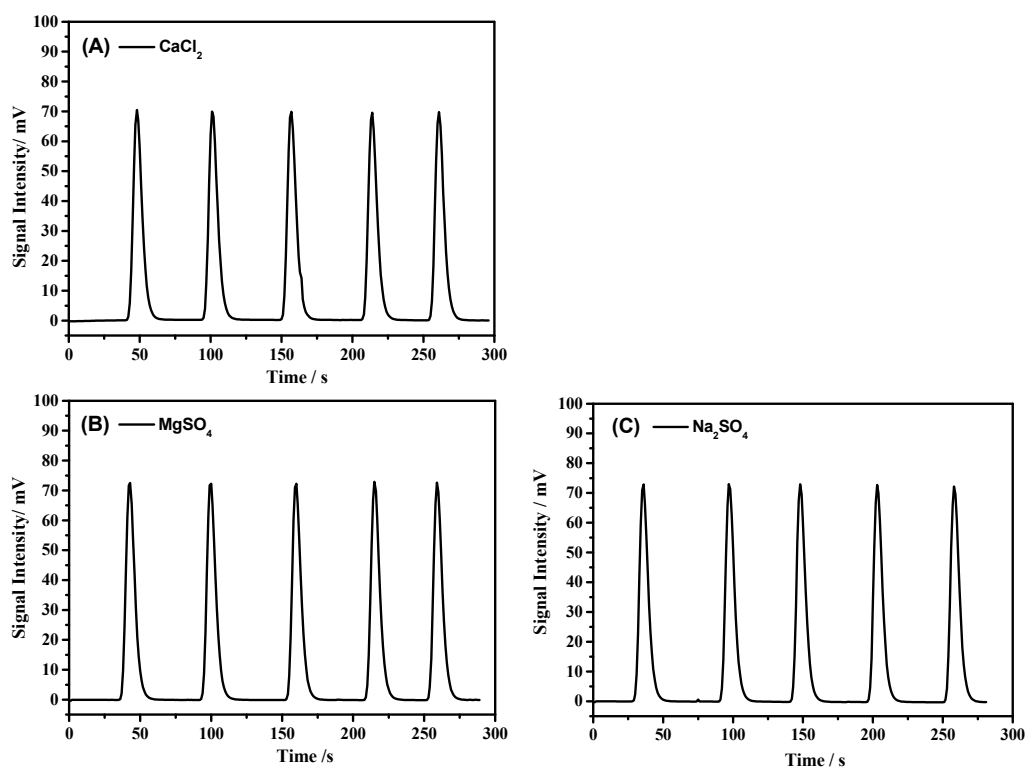 (A) CaCl₂
100
90
80
70
60
50
40
30
20
10
0
Signal Intensity/ mV
0 50 100 150 200 250 300
Time / s
(B) MgSO₄
100
90
80
70
60
50
40
30
20
10
0
Signal Intensity/ mV
0 50 100 150 200 250 300
Time /s
(C) Na₂SO₄
100
90
80
70
60
50
40
30
20
10
0
Signal Intensity / mV
0 50 100 150 200 250 300
Time /s